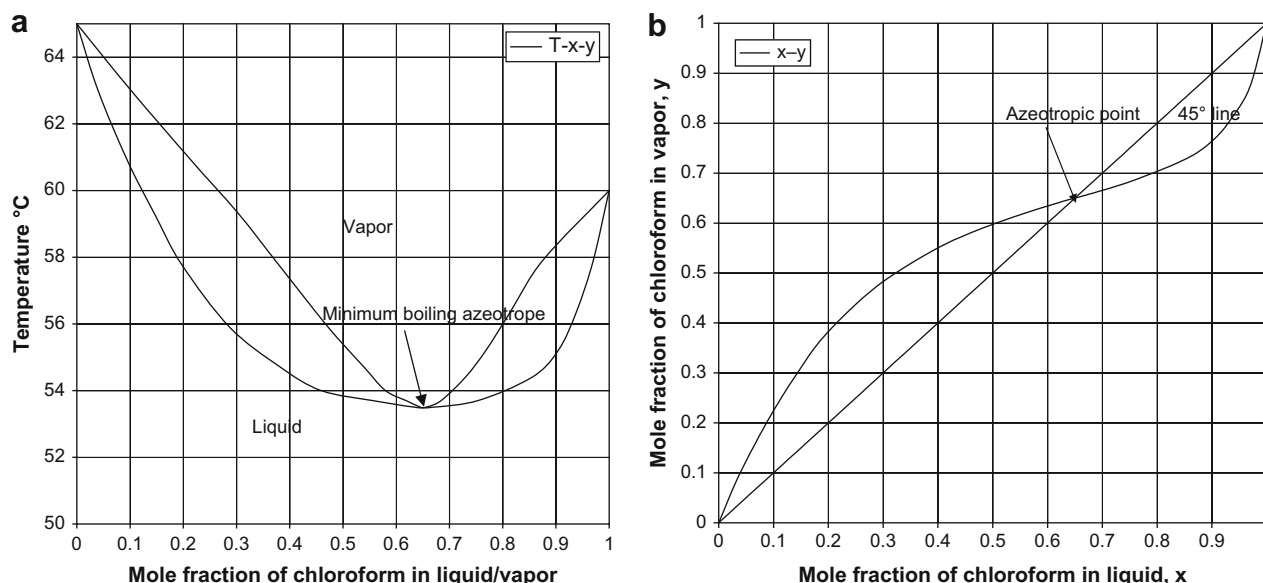 a
T-x-y
64
62
60
58
56
54
52
50
Temperature °C
Vapor
Minimum boiling azeotrope
Liquid
0 0.1 0.2 0.3 0.4 0.5 0.6 0.7 0.8 0.9 1
Mole fraction of chloroform in liquid/vapor
b
x–y
1
0.9
0.8
0.7
0.6
0.5
0.4
0.3
0.2
0.1
0
Mole fraction of chloroform in vapor, y
Azeotropic point
45° line
0 0.1 0.2 0.3 0.4 0.5 0.6 0.7 0.8 0.9
Mole fraction of chloroform in liquid, x